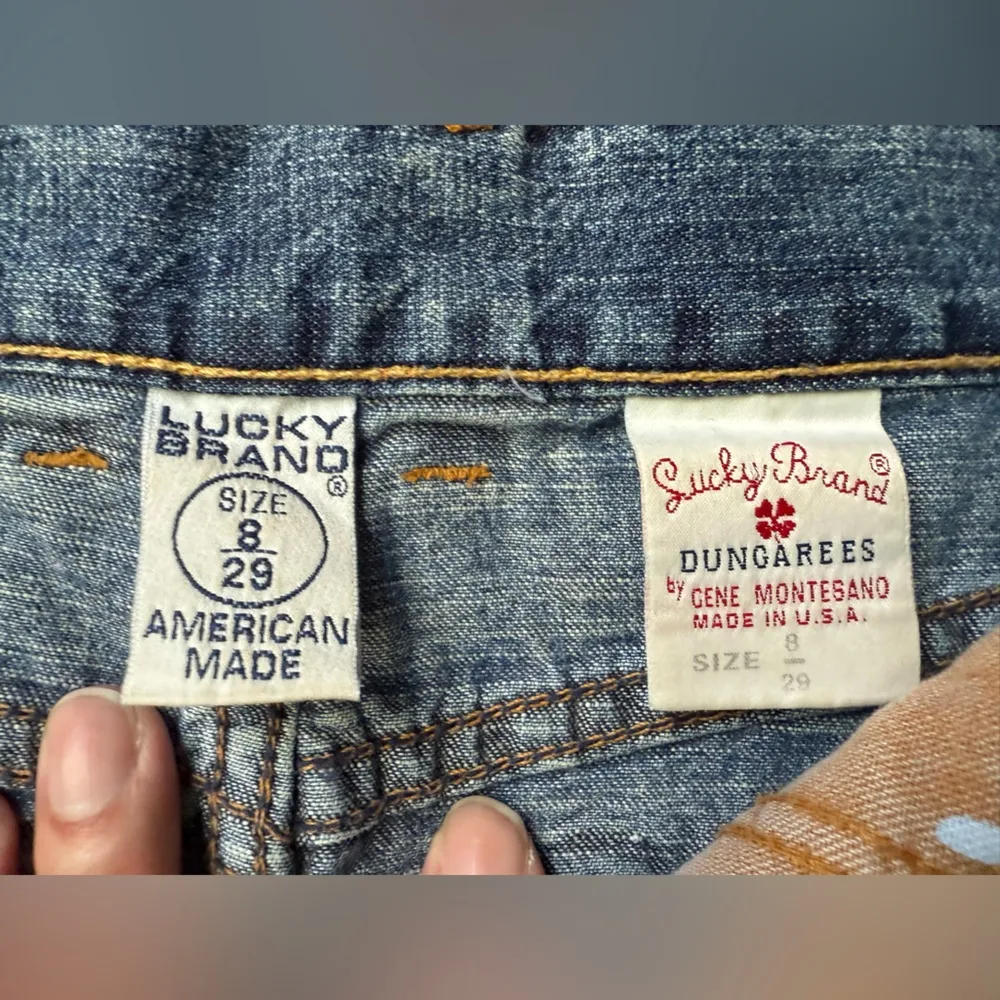 LUCKY
BRAND®
SIZE
8
29
AMERICAN
MADE
Lucky Brand®
DUNGAREES
by GENE MONTESANO
MADE IN U.S.A.
SIZE 8
29